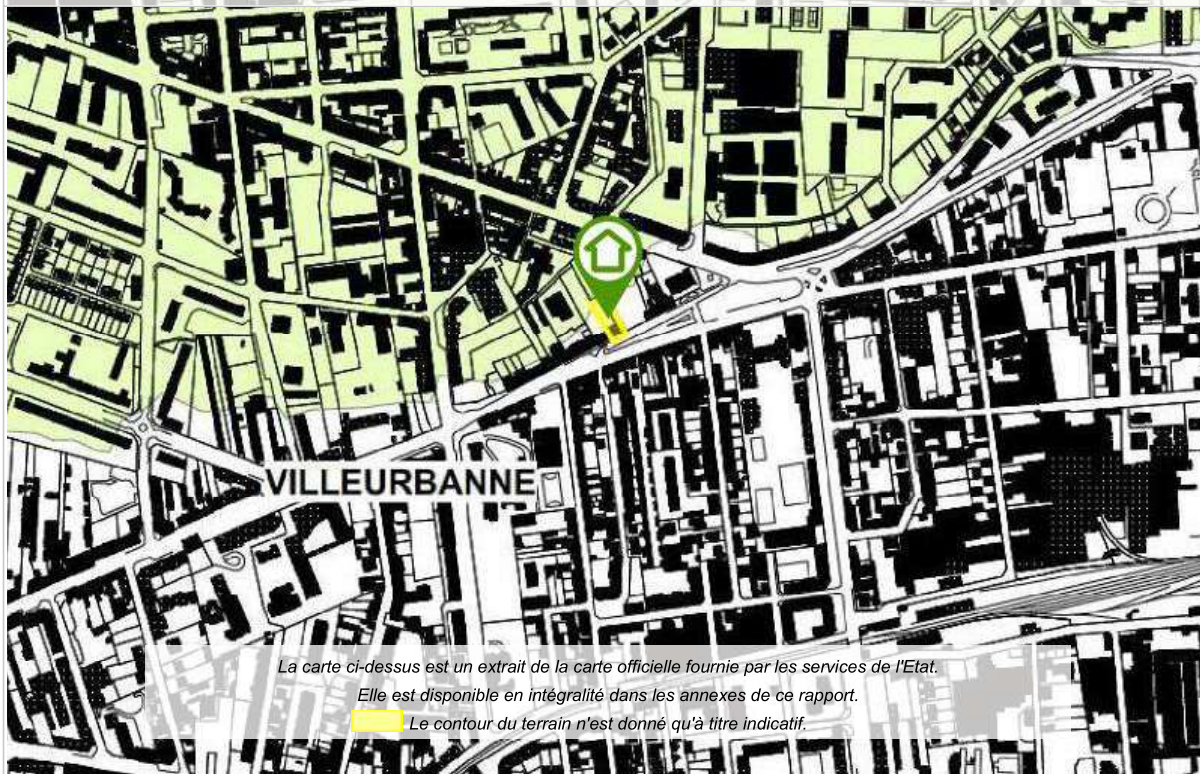 VILLEURBANNE
La carte ci-dessus est un extrait de la carte officielle fournie par les services de l'Etat.
Elle est disponible en intégralité dans les annexes de ce rapport.
Le contour du terrain n'est donné qu'à titre indicatif.